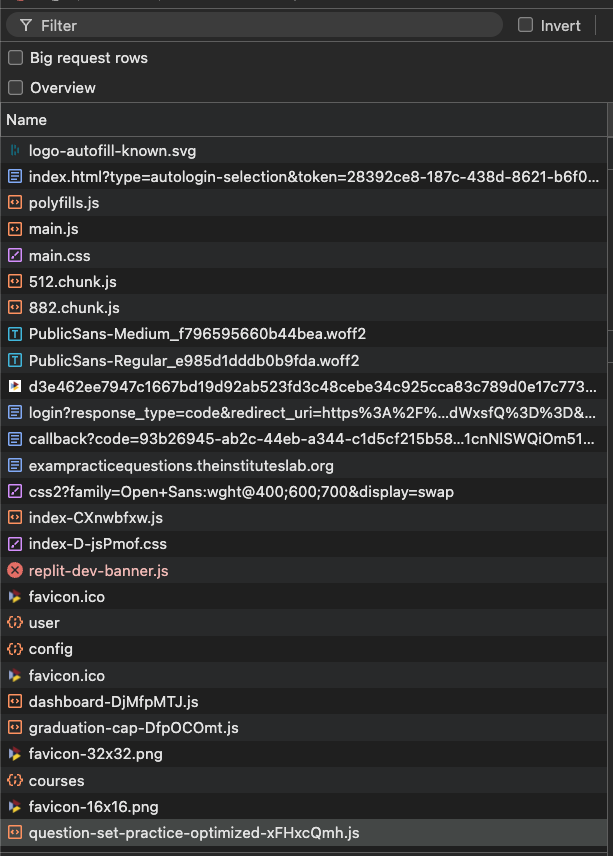 Filter
Invert
Big request rows
Overview
Name
logo-autofill-known.svg
index.html?type=autologin-selection&token=28392ce8-187c-438d-8621-b6f0...
polyfills.js
main.js
main.css
512.chunk.js
882.chunk.js
PublicSans-Medium_f796595660b44bea.woff2
PublicSans-Regular_e985d1dddb0b9fda.woff2
d3e462ee7947c1667bd19d92ab523fd3c48cebe34c925cca83c789d0e17c773...
login?response_type=code&redirect_uri=https%3A%2F%...dWxsfQ%3D%3D&...
callback?code=93b26945-ab2c-44eb-a344-c1d5cf215b58...1cnNlSWQiOm51...
exampracticequestions.theinstituteslab.org
css2?family=Open+Sans:wght@400;600;700&display=swap
index-CXnwbfxw.js
index-D-jsPmof.css
replit-dev-banner.js
favicon.ico
user
config
favicon.ico
dashboard-DjMfpMTJ.js
graduation-cap-DfpOCOmt.js
favicon-32x32.png
courses
favicon-16x16.png
question-set-practice-optimized-xFHxcQmh.js